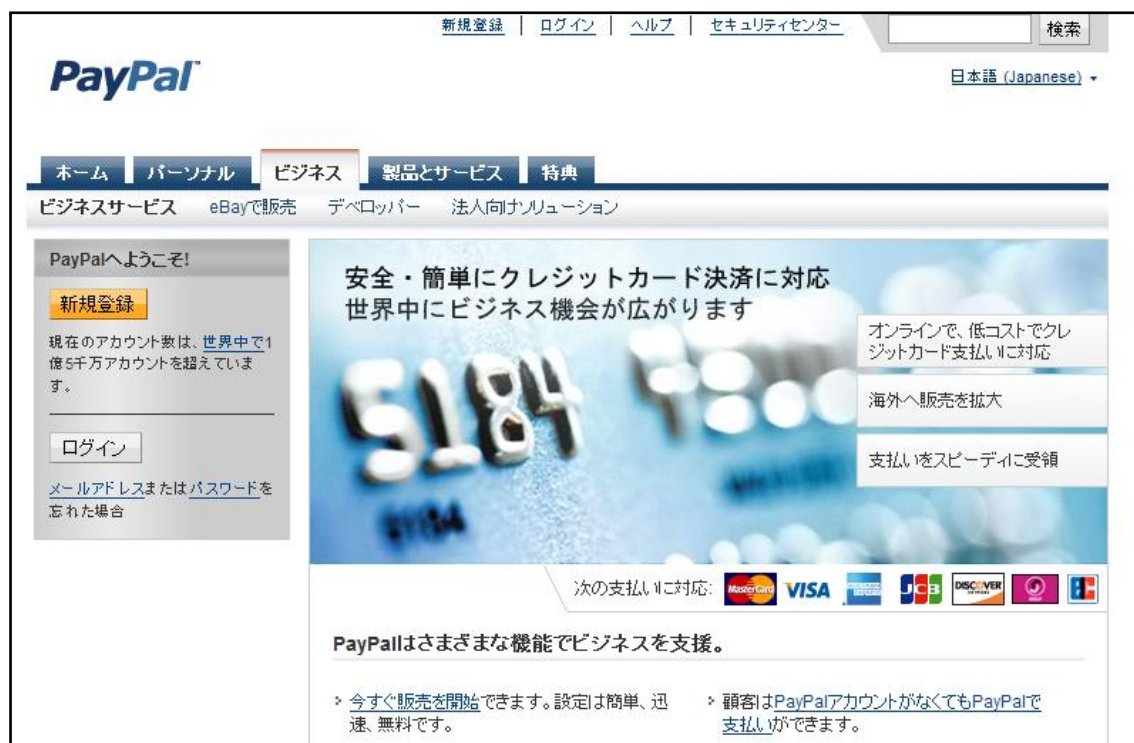 新規登録 | ログイン | ヘルプ | セキュリティセンター
検索
PayPal™
日本語 (Japanese)
ホーム パーソナル ビジネス 製品とサービス 特典
ビジネスサービス eBayで販売 デベロッパー 法人向けソリューション
PayPalへようこそ!
新規登録
現在のアカウント数は、世界中で1
億5千万アカウントを超えていま
す。
ログイン
メールアドレスまたはパスワードを
忘れた場合
安全・簡単にクレジットカード決済に対応
世界中にビジネス機会が広がります
5184
オンラインで、低コストでクレ
ジットカード支払いに対応
海外へ販売を拡大
支払いをスピーディに受領
次の支払いに対応: MasterCard VISA JCB DISCOVER
PayPalはさまざまな機能でビジネスを支援。
今すぐ販売を開始できます。設定は簡単、迅
速、無料です。
顧客はPayPalアカウントがなくてもPayPalで
支払いができます。